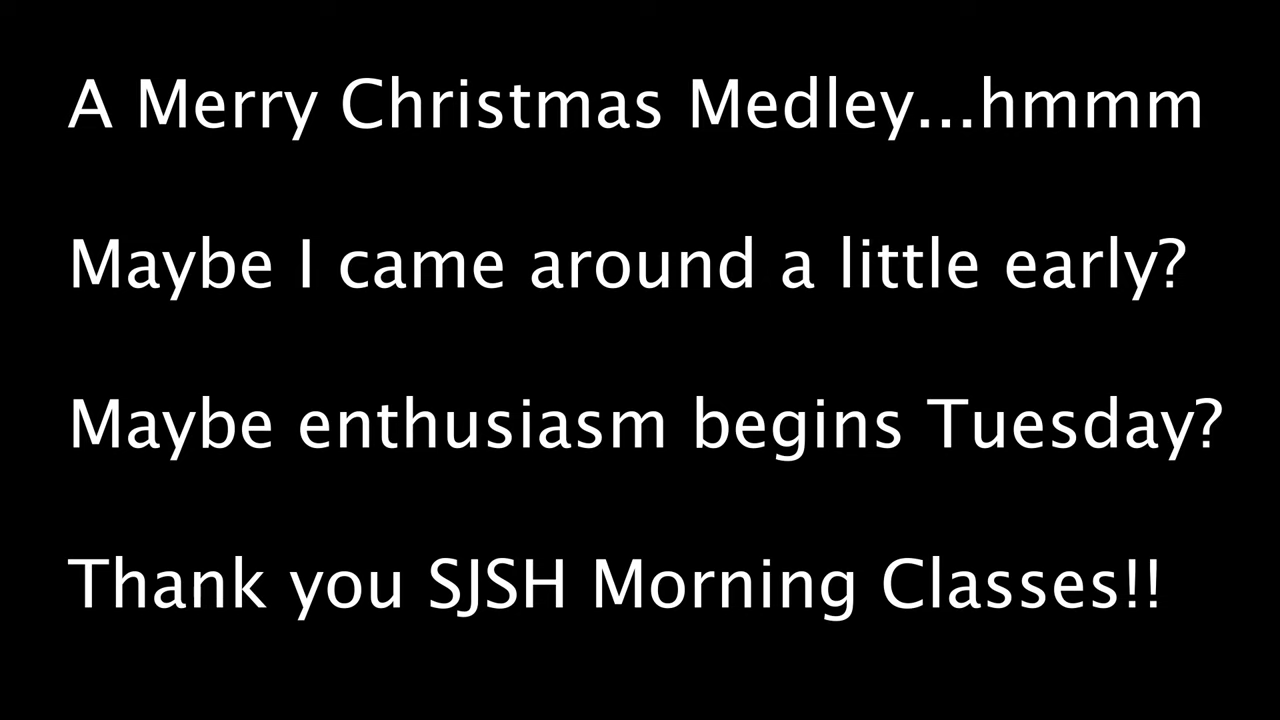 A Merry Christmas Medley...hmmm
Maybe I came around a little early?
Maybe enthusiasm begins Tuesday?
Thank you SJSH Morning Classes!!